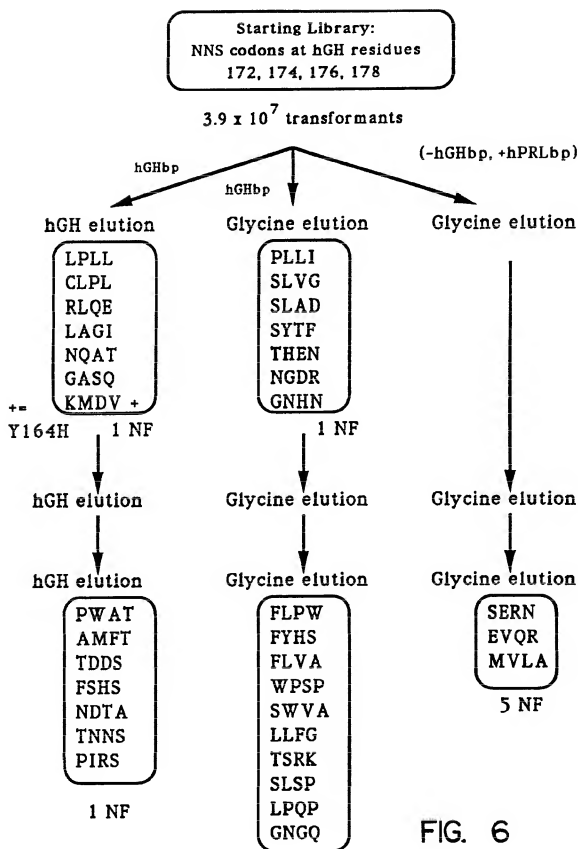 Starting Library:
NNS codons at hGH residues
172, 174, 176, 178
3.9 x 10^7 transformants
hGHbp
hGHbp
(-hGHbp, +hPRLbp)
hGH elution
LPLL
CLPL
RLQE
LAGI
NQAT
GASQ
KMDV +
+=
Y164H
1 NF
Glycine elution
PLLI
SLVG
SLAD
SYTF
THEN
NGDR
GNHN
1 NF
Glycine elution
hGH elution
Glycine elution
Glycine elution
hGH elution
PWAT
AMFT
TDDS
FSHS
NDTA
TNNS
PIRS
1 NF
Glycine elution
FLPW
FYHS
FLVA
WPSP
SWVA
LLFG
TSRK
SLSP
LPQP
GNGQ
Glycine elution
SERN
EVQR
MVLA
5 NF
FIG. 6